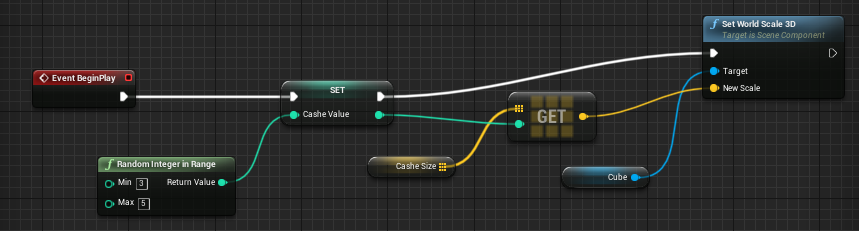 Set World Scale 3D
Target is Scene Component
Target
New Scale
Event BeginPlay
SET
Cashe Value
GET
Random Integer in Range
Min 3
Return Value
Max 5
Cashe Size
Cube